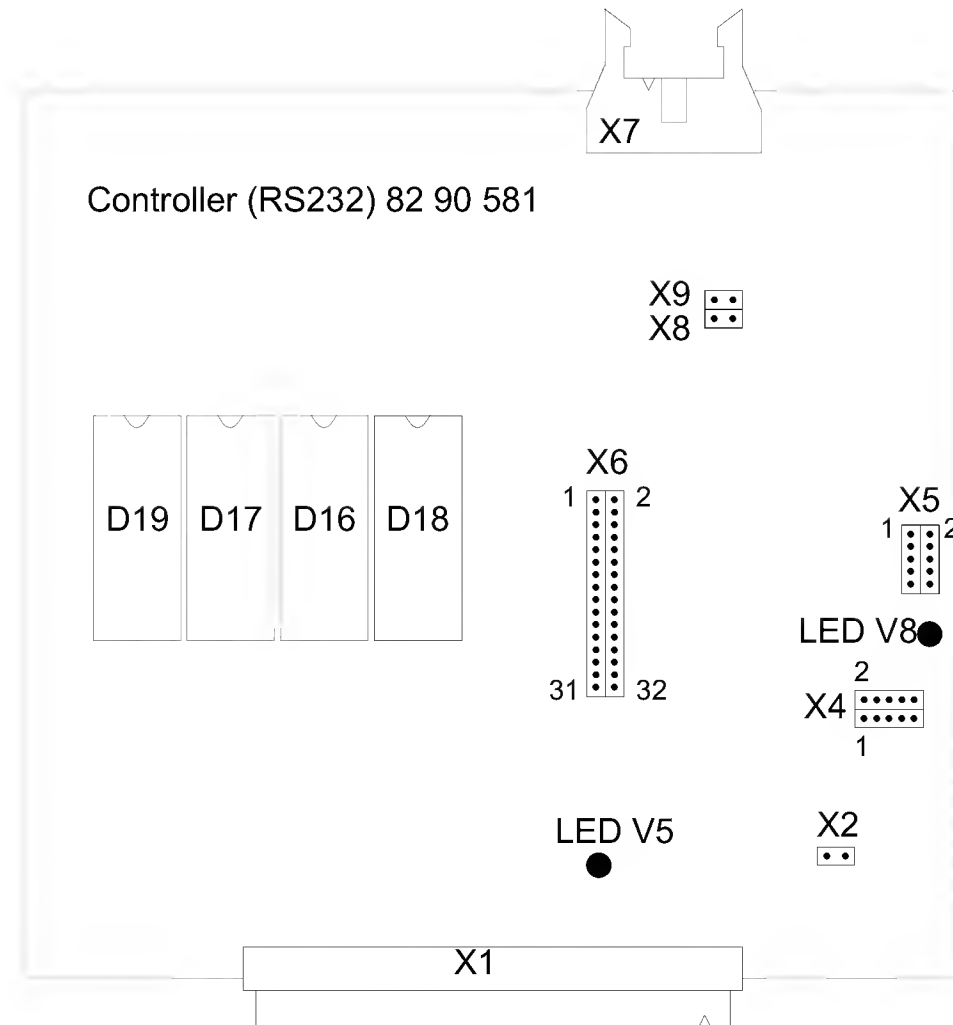 X7
Controller (RS232) 82 90 581
X9
X8
X6
1 2
X5
1 2
D19 D17 D16 D18
LED V8
2
31 32
X4
1
LED V5
X2
X1